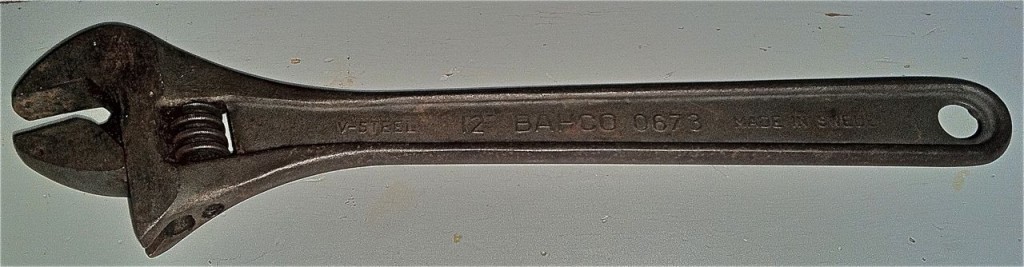 V-STEEL 12" BAHCO 0673 MADE IN SWEDEN